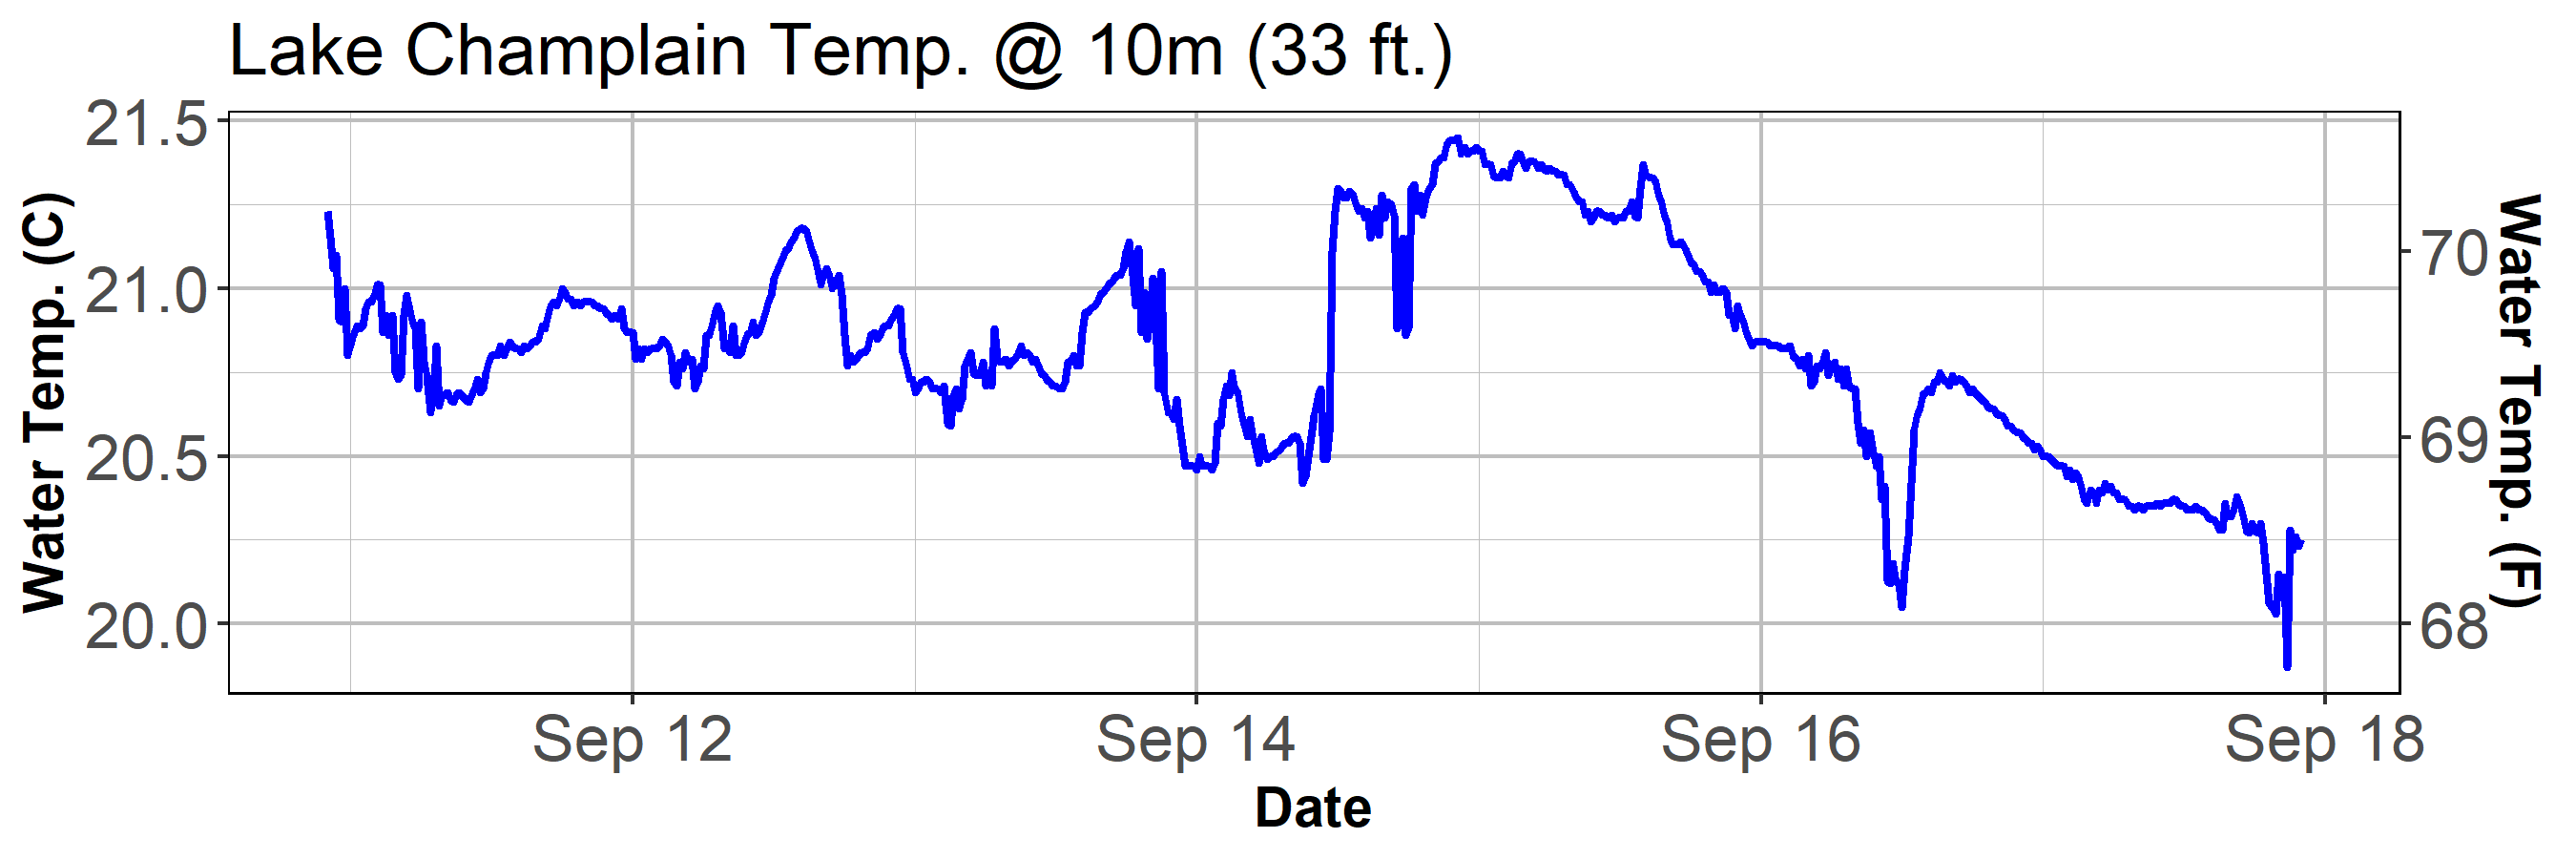 Lake Champlain Temp. @ 10m (33 ft.)
Water Temp. (C)
21.5
21.0
20.5
20.0
70
69
68
Water Temp. (F)
Sep 12 Sep 14 Sep 16 Sep 18
Date